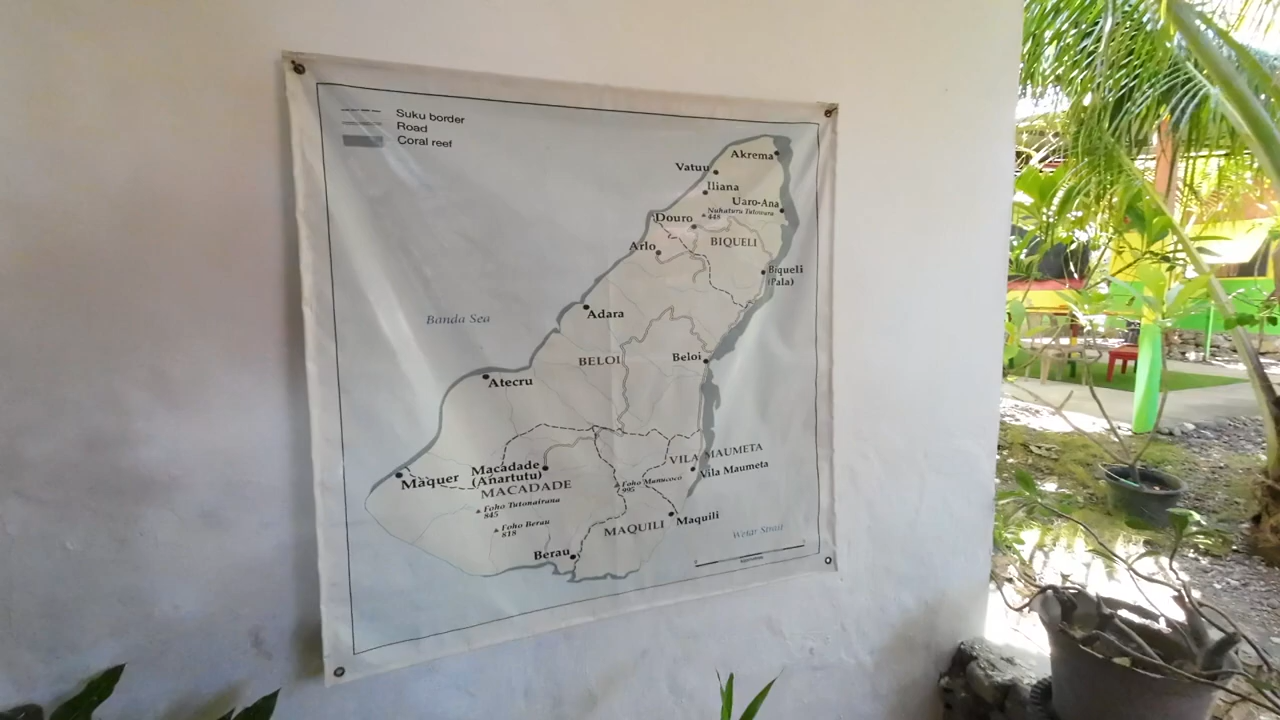 Suku border
Road
Coral reef
Akrema
Vatuu
Iliana
Uaro-Ana
Nuhaturu Tutonuru
448
Douro
BIQUELI
Arlo
Biqueli
(Pala)
Adara
Banda Sea
BELOI
Beloi
Atecru
VILA MAUMETA
Vila Maumeta
Maquer
Macadade
(Anartutu)
MACADADE
Foho Manucoco
995
Foho Tutonairana
845
Foho Berau
818
MAQUILI
Maquili
Wetar Strait
Berau